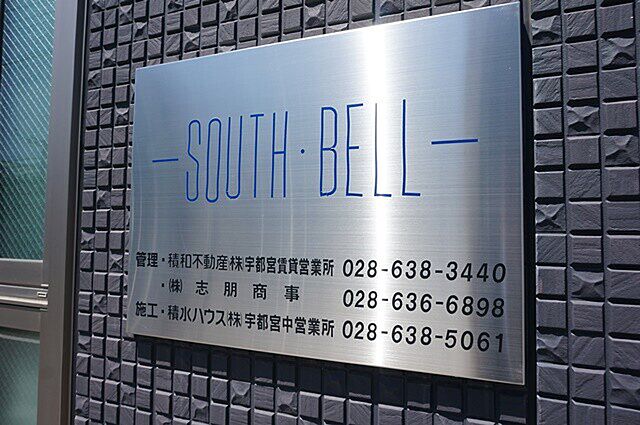 －SOUTH・BELL－
管理・積和不動産(株)宇都宮賃貸営業所 028-638-3440
・(株) 志朋商事 028-636-6898
施工・積水ハウス(株)宇都宮中営業所 028-638-5061